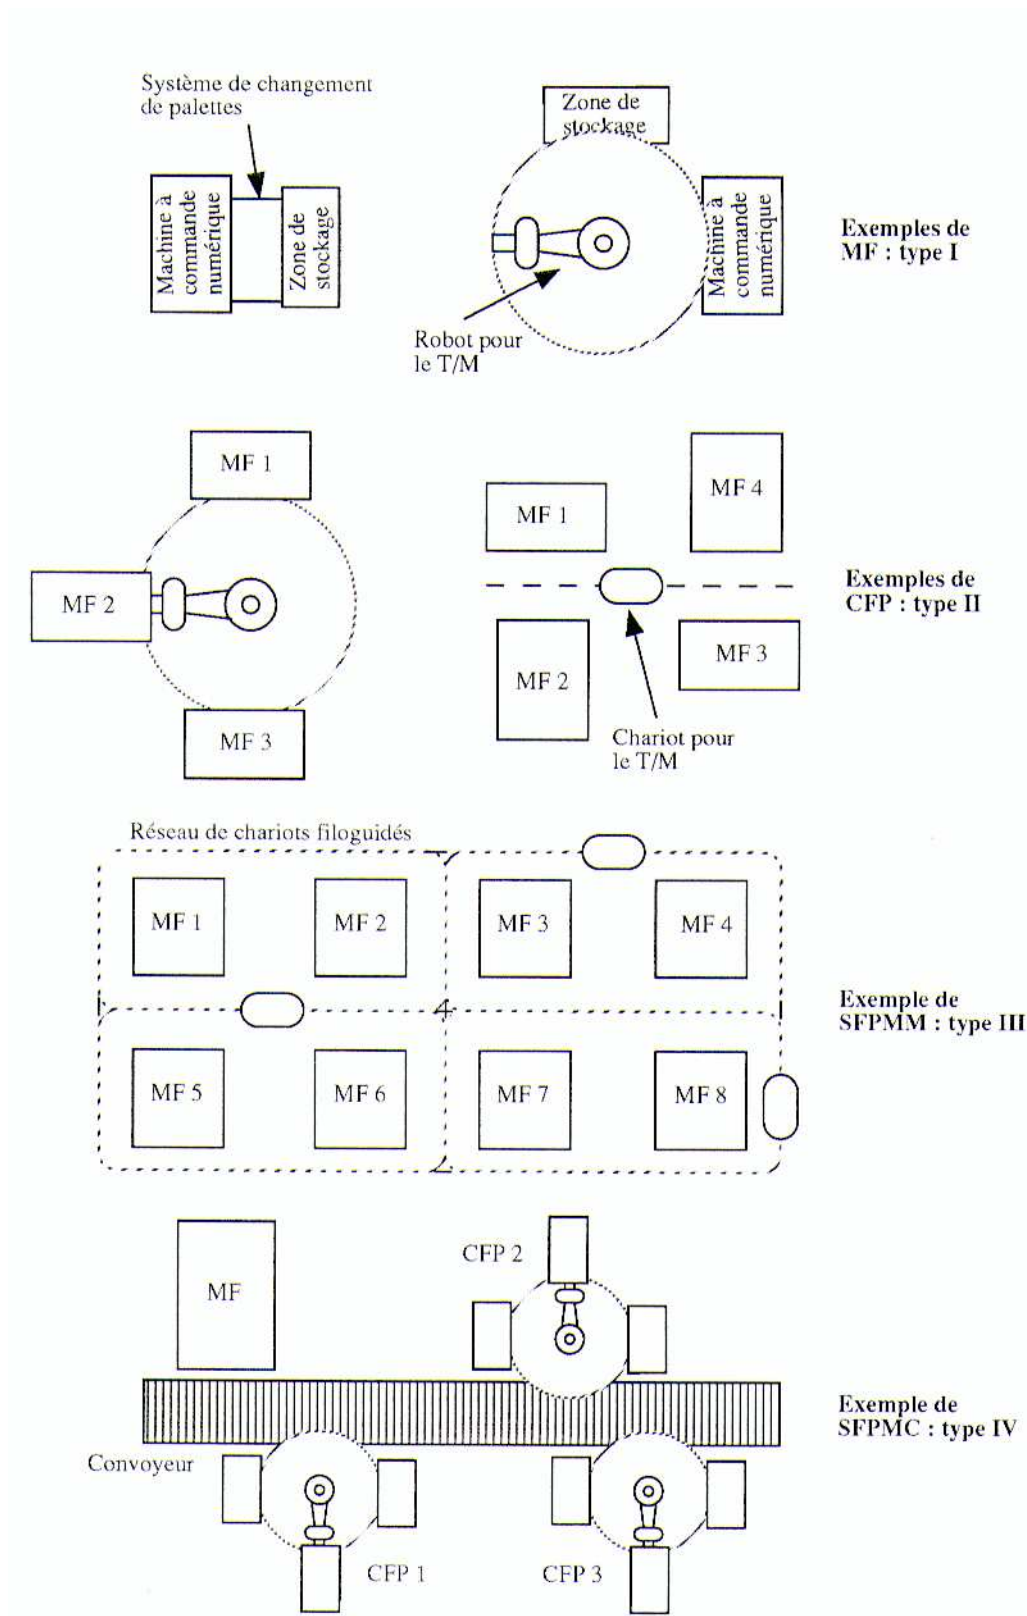 Système de changement
de palettes
Machine à
commande
numérique
Zone de
stockage
Zone de
stockage
Machine à
commande
numérique
Robot pour
le T/M
Exemples de
MF : type I
MF 1
MF 2
MF 3
MF 1
MF 4
MF 2
MF 3
Chariot pour
le T/M
Exemples de
CFP : type II
Réseau de chariots filoguidés
MF 1
MF 2
MF 3
MF 4
MF 5
MF 6
MF 7
MF 8
Exemple de
SFPMM : type III
MF
CFP 2
Convoyeur
CFP 1
CFP 3
Exemple de
SFPMC : type IV